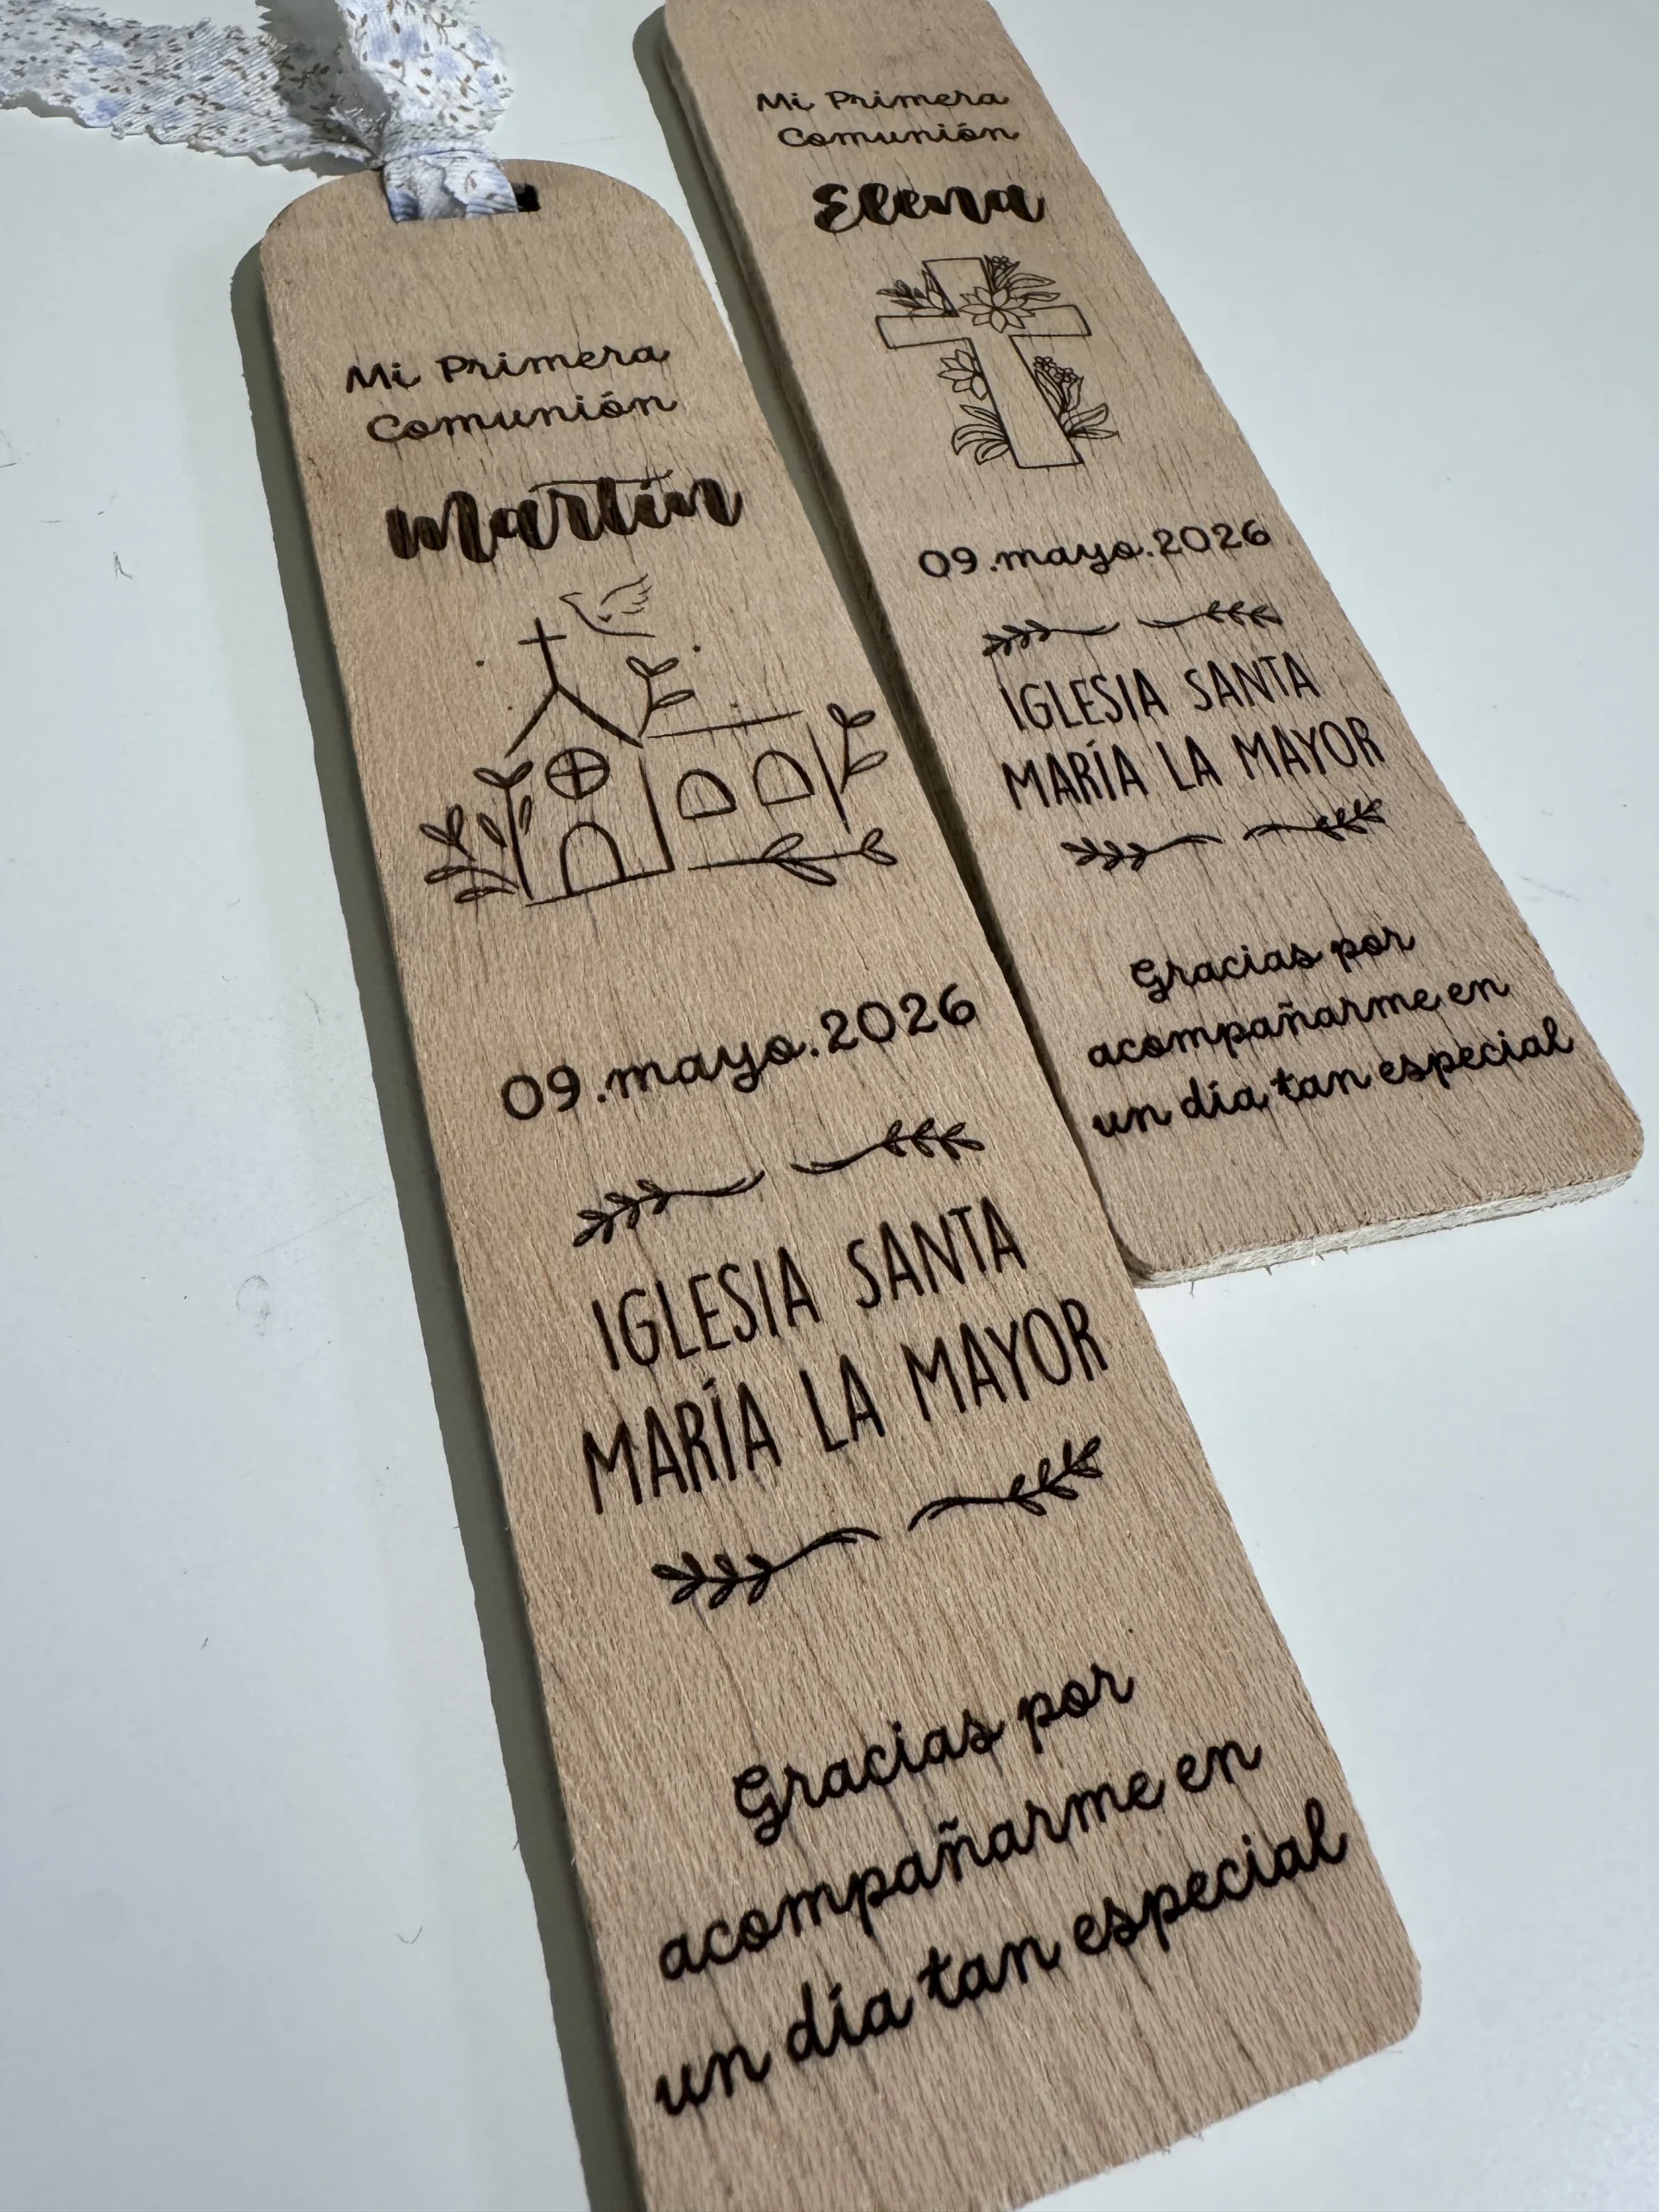 Mi Primera
Comunión
Martín
09.mayo.2026
IGLESIA SANTA
MARÍA LA MAYOR
Gracias por
acompañarme en
un día tan especial
Mi Primera
Comunión
Elena
09.mayo.2026
IGLESIA SANTA
MARÍA LA MAYOR
Gracias por
acompañarme en
un día tan especial